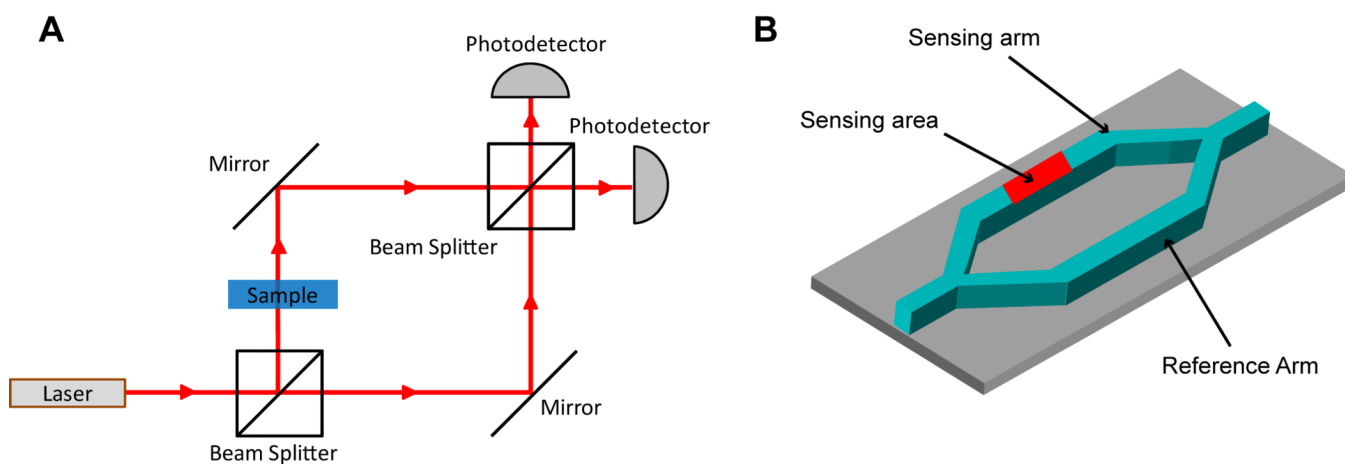 A
Photodetector
Photodetector
Mirror
Beam Splitter
Sample
Laser
Mirror
Beam Splitter
B
Sensing arm
Sensing area
Reference Arm